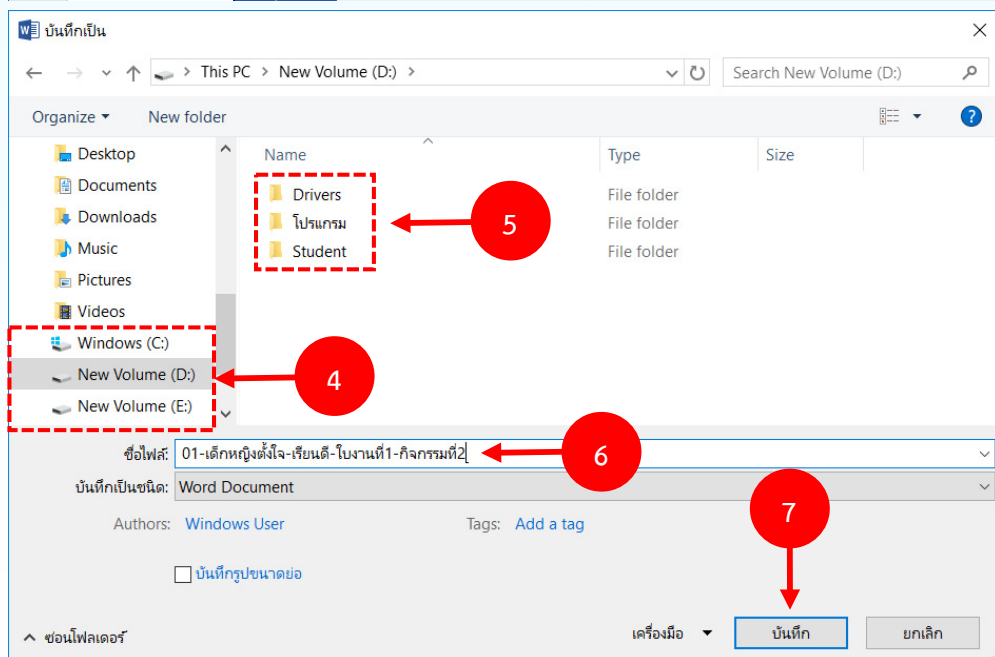 บันทึกเป็น
This PC > New Volume (D:) >
Search New Volume (D:)
Organize
New folder
?
Desktop
Documents
Downloads
Music
Pictures
Videos
Windows (C:)
New Volume (D:)
New Volume (E:)
Name
Type
Size
Drivers
File folder
โปรแกรม
File folder
Student
File folder
5
4
ชื่อไฟล์: 01-เด็กหญิงตั้งใจ-เรียนดี-ใบงานที่1-กิจกรรมที่2
6
บันทึกเป็นชนิด: Word Document
Authors: Windows User
Tags: Add a tag
7
บันทึกรูปขนาดย่อ
ซ่อนโฟลเดอร์
เครื่องมือ
บันทึก
ยกเลิก